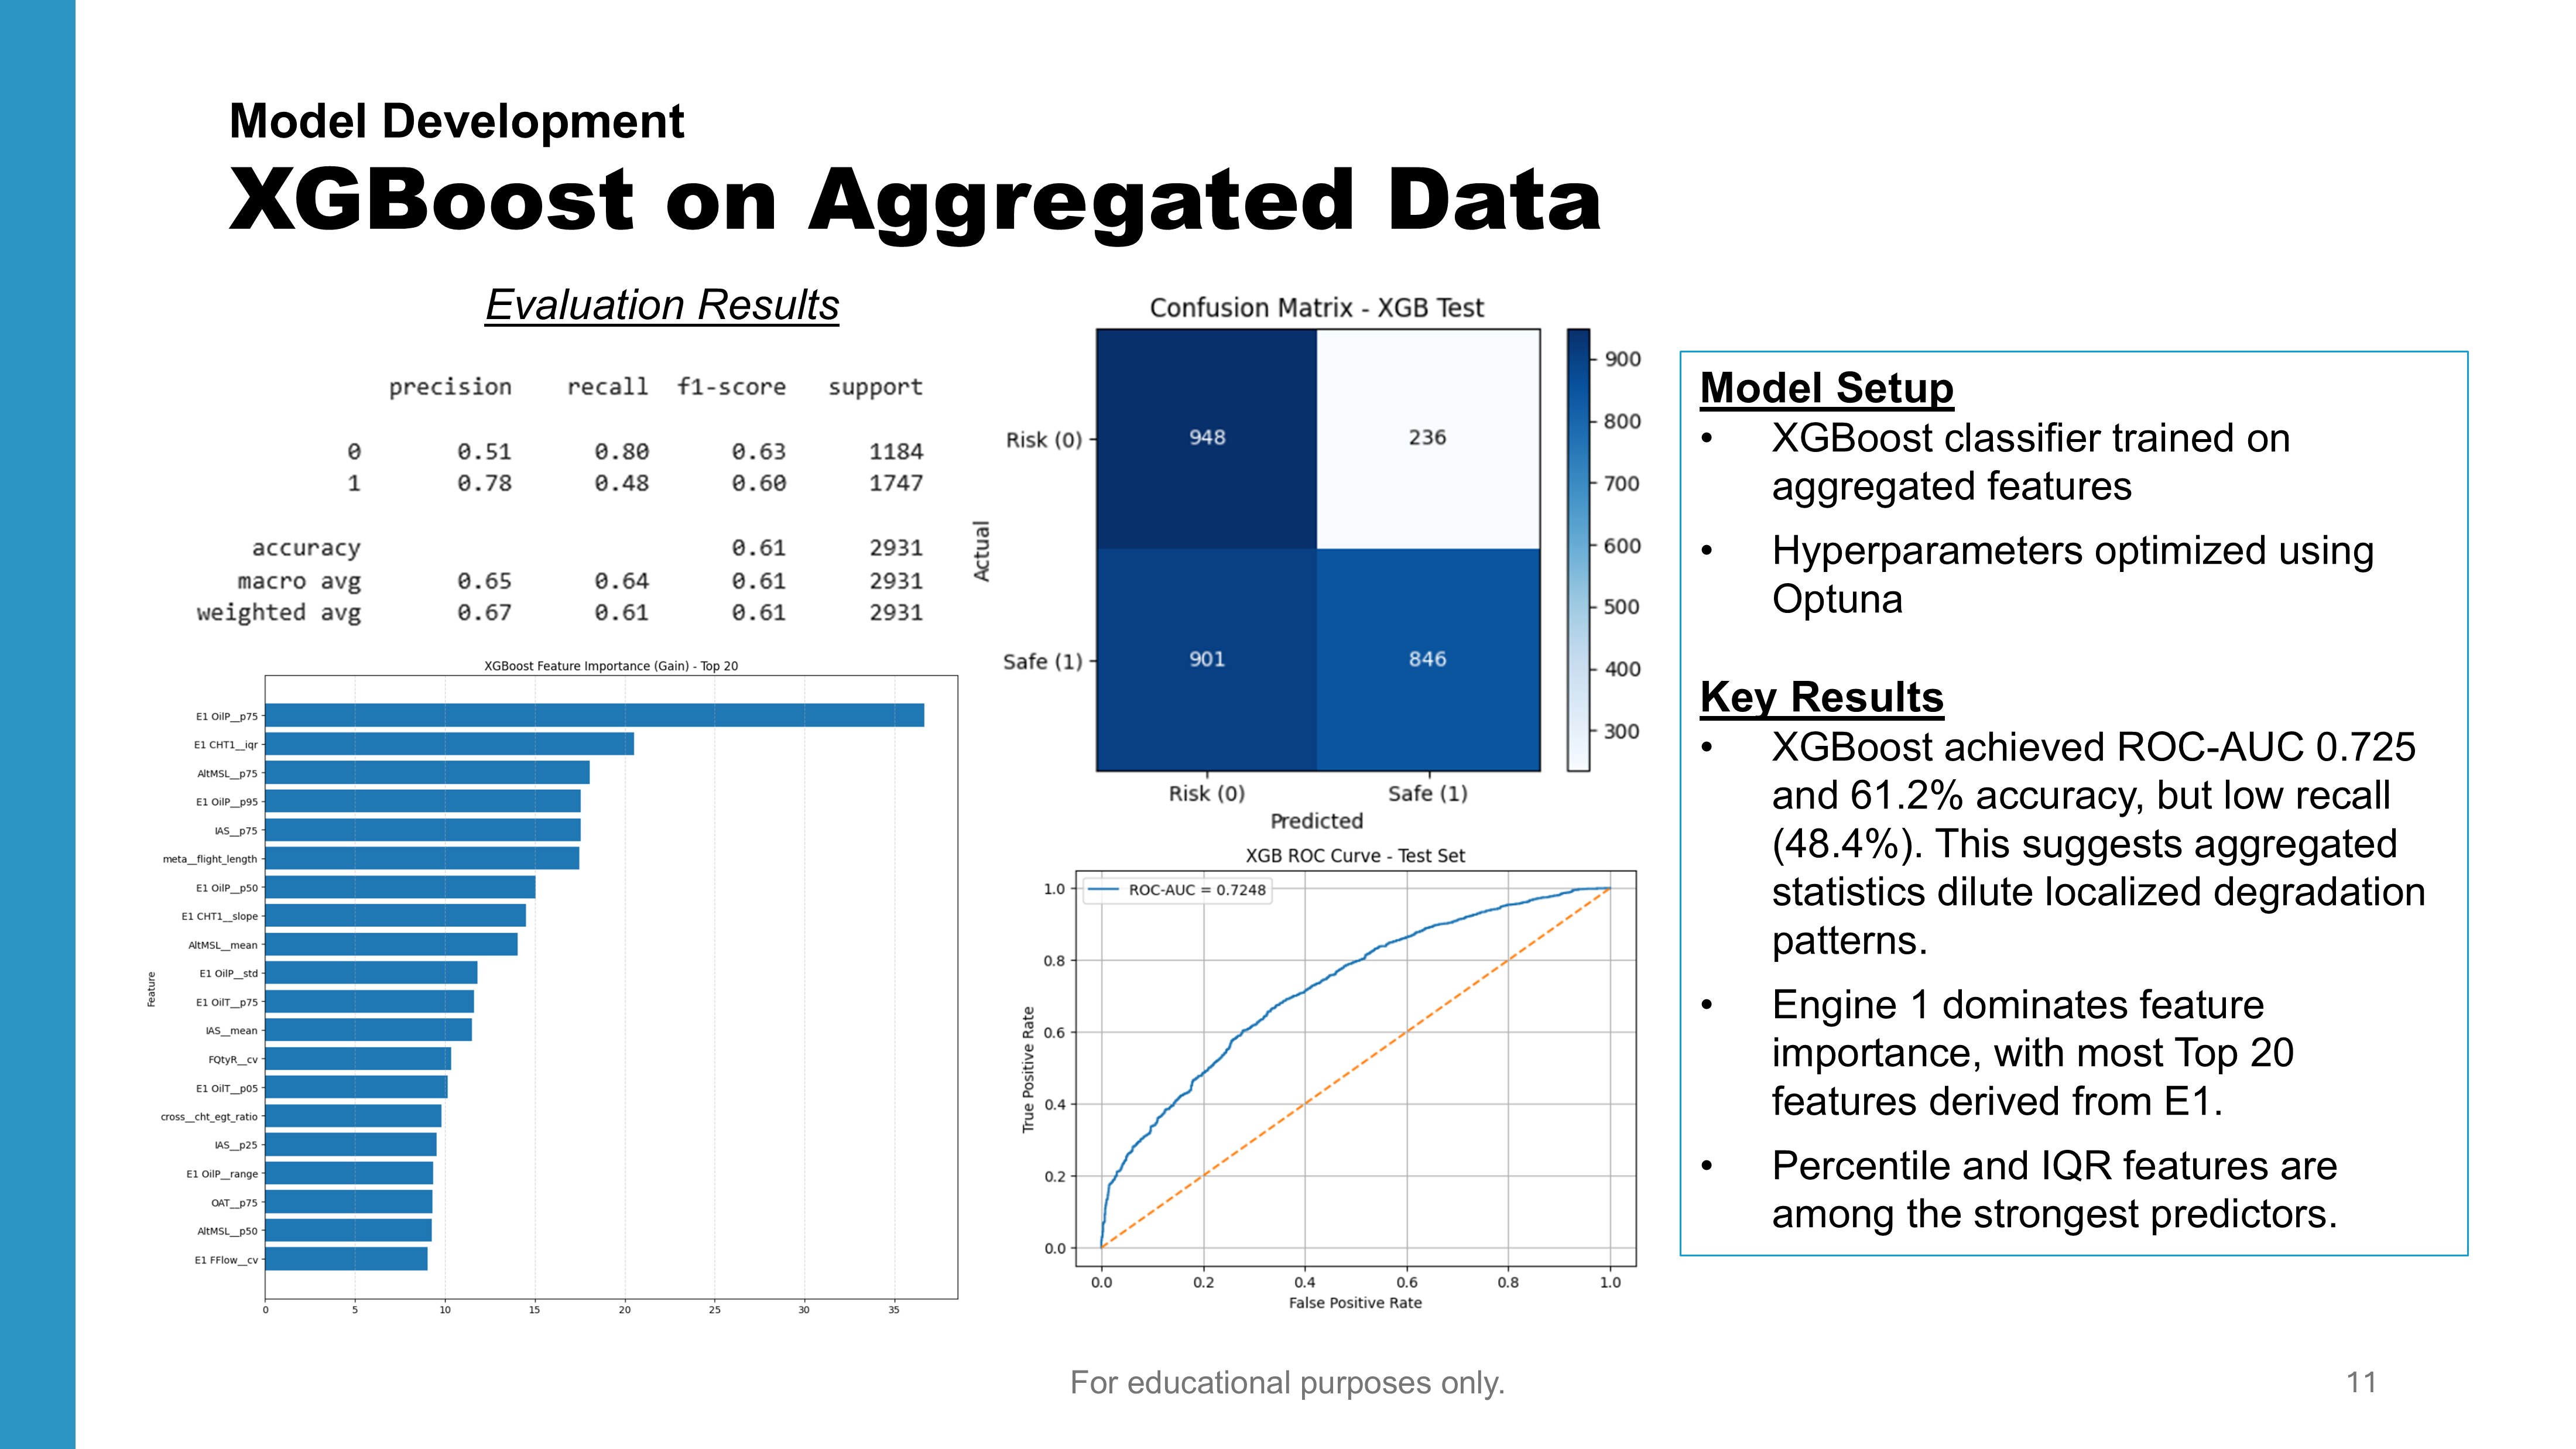 Model Development
XGBoost on Aggregated Data
Evaluation Results
precision recall f1-score support
0 0.51 0.80 0.63 1184
1 0.78 0.48 0.60 1747
accuracy 0.61 2931
macro avg 0.65 0.64 0.61 2931
weighted avg 0.67 0.61 0.61 2931
XGBoost Feature Importance (Gain) - Top 20
Feature
E1 OilP__p75
E1 CHT1__iqr
AltMSL__p75
E1 OilP__p95
IAS__p75
meta__flight_length
E1 OilP__p50
E1 CHT1__slope
AltMSL__mean
E1 OilP__std
E1 OilT__p75
IAS__mean
FQtyR__cv
E1 OilT__p05
cross__cht_egt_ratio
IAS__p25
E1 OilP__range
OAT__p75
AltMSL__p50
E1 FFlow__cv
0 5 10 15 20 25 30 35
Confusion Matrix - XGB Test
Actual
Risk (0) 948 236
Safe (1) 901 846
Risk (0) Safe (1)
Predicted
900
800
700
600
500
400
300
XGB ROC Curve - Test Set
ROC-AUC = 0.7248
True Positive Rate
1.0
0.8
0.6
0.4
0.2
0.0
0.0 0.2 0.4 0.6 0.8 1.0
False Positive Rate
Model Setup
• XGBoost classifier trained on
aggregated features
• Hyperparameters optimized using
Optuna
Key Results
• XGBoost achieved ROC-AUC 0.725
and 61.2% accuracy, but low recall
(48.4%). This suggests aggregated
statistics dilute localized degradation
patterns.
• Engine 1 dominates feature
importance, with most Top 20
features derived from E1.
• Percentile and IQR features are
among the strongest predictors.
For educational purposes only.
11